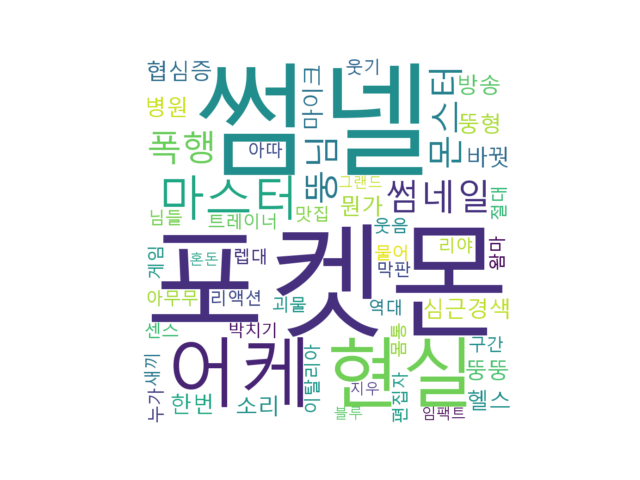 협심증
썸넬
마이크
웃기
몬스터
방송
병원
뚱형
폭행
아따
뚱님
바꿧
마스터
그랜드
썸네일
절대
님들
트레이너
맛집
뭔가
웃음
포켓몬
게임
혼돈
렙대
물어
리야
왐마
막판
아무무
리액션
괴물
역대
심근경색
센스
박치기
어케
이탈리아
현실
몸통
구간
뚱뚱
누가
새끼
한번
소리
지우
블루
편집자
임팩트
헬스